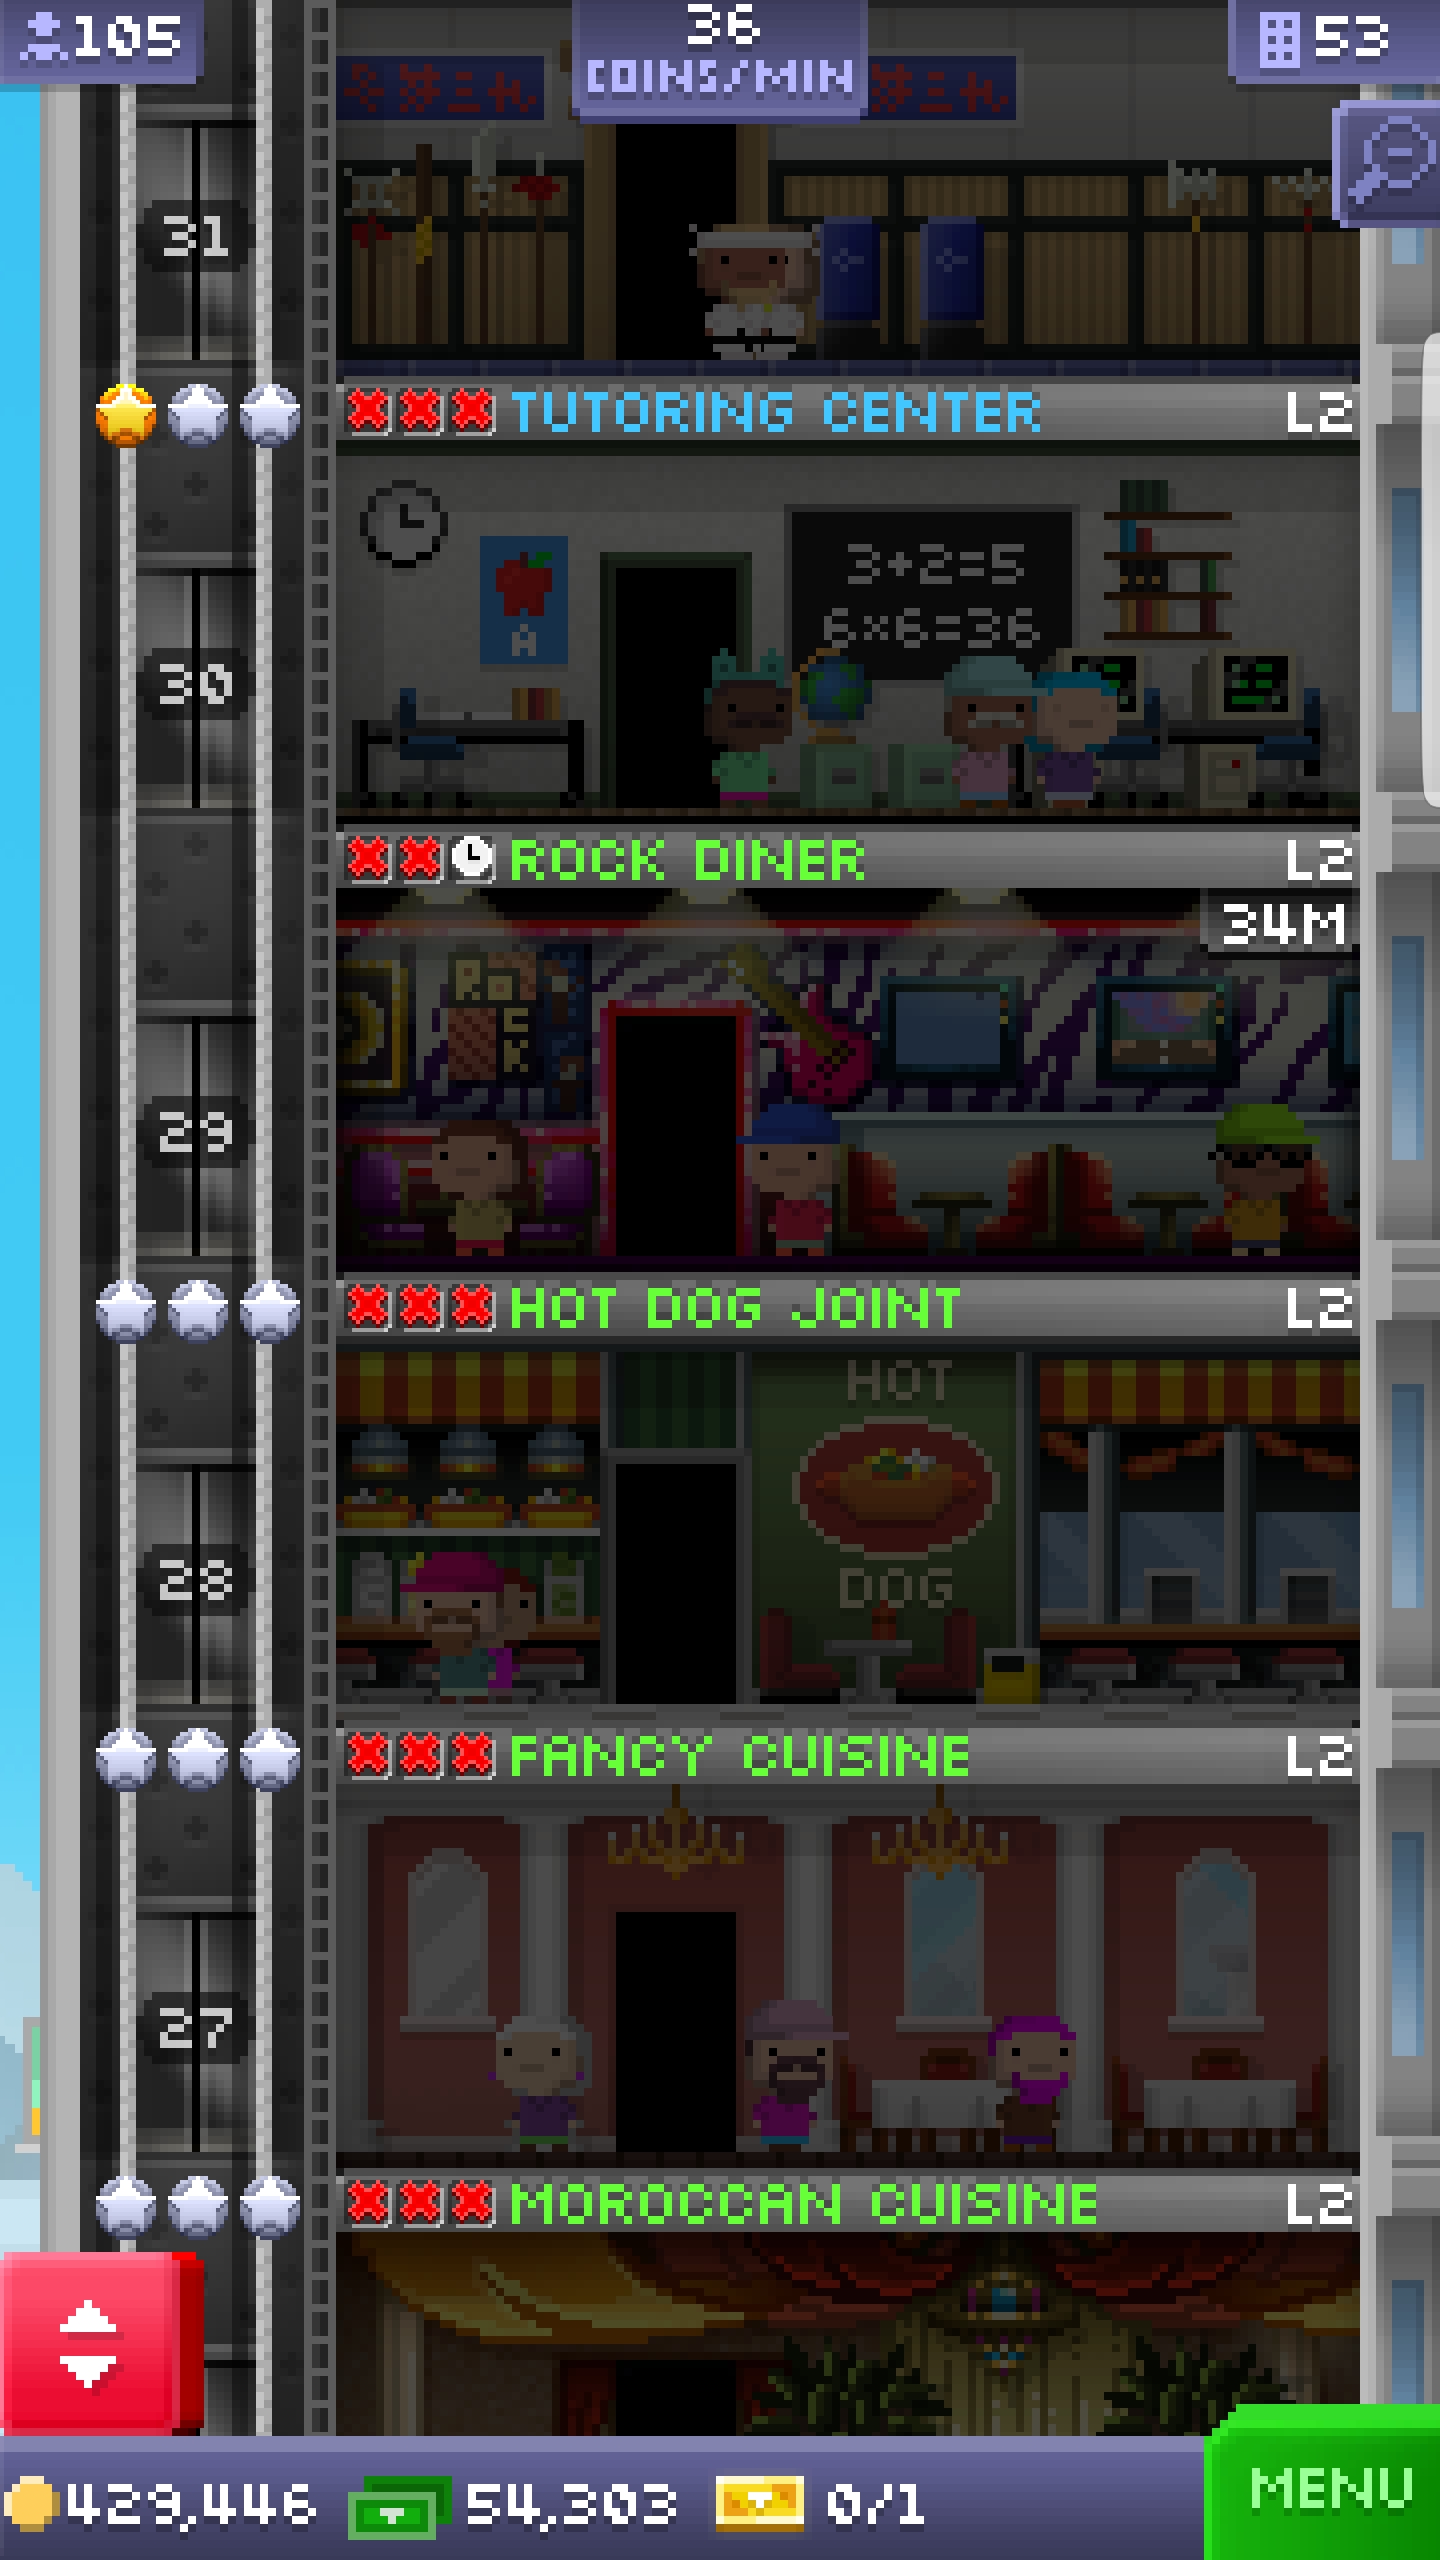 105
36
COINS/MIN
53
31
TUTORING CENTER
L2
3+2=5
6×6=36
A
30
ROCK DINER
L2
34M
29
HOT DOG JOINT
L2
HOT
DOG
28
FANCY CUISINE
L2
27
MOROCCAN CUISINE
L2
429,446
54,303
0/1
MENU